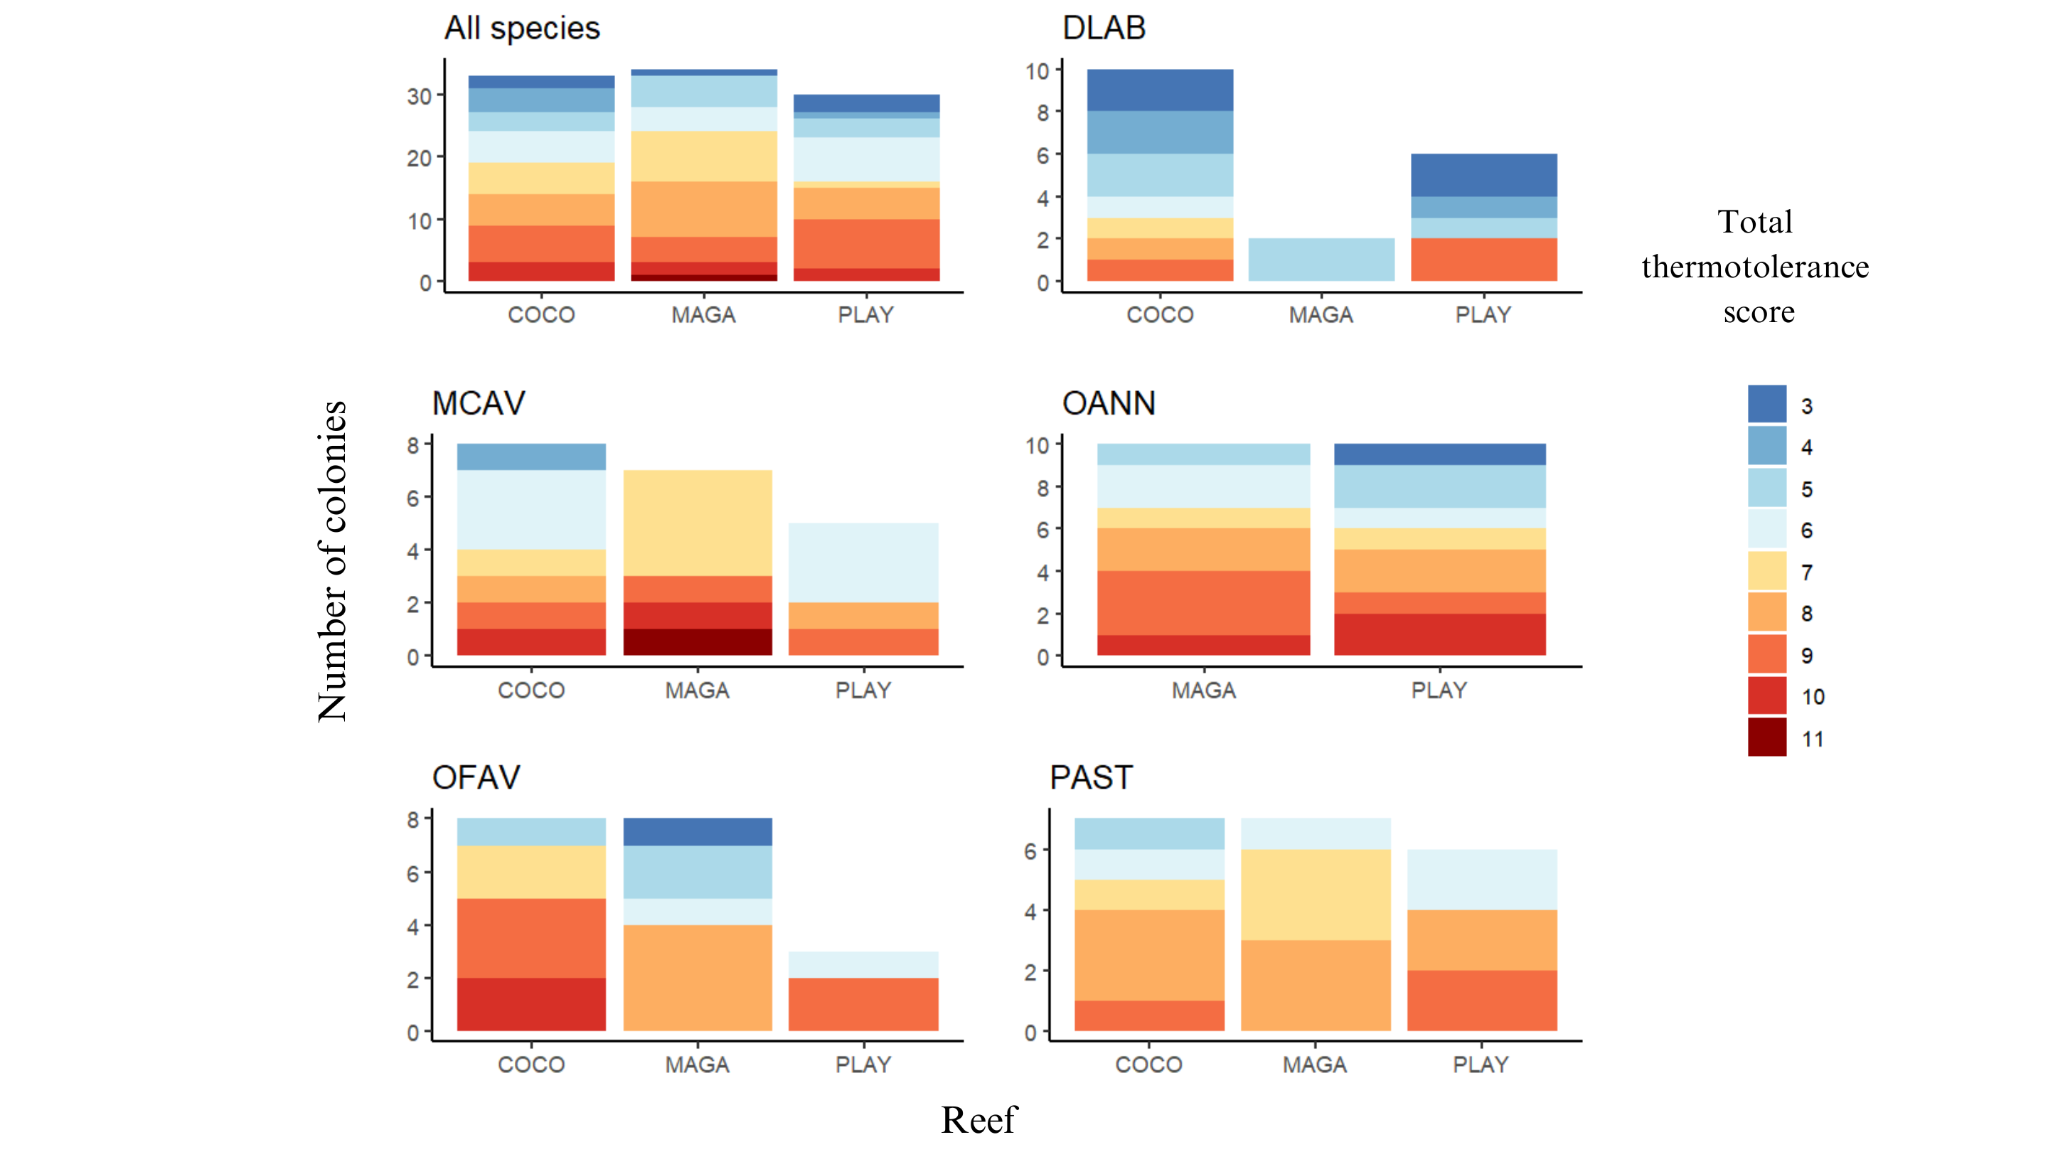 All species
30
20
10
0
COCO MAGA PLAY
DLAB
10
8
6
4
2
0
COCO MAGA PLAY
Total
thermotolerance
score
Number of colonies
MCAV
8
6
4
2
0
COCO MAGA PLAY
OANN
10
8
6
4
2
0
MAGA PLAY
3
4
5
6
7
8
9
10
11
OFAV
8
6
4
2
0
COCO MAGA PLAY
PAST
6
4
2
0
COCO MAGA PLAY
Reef